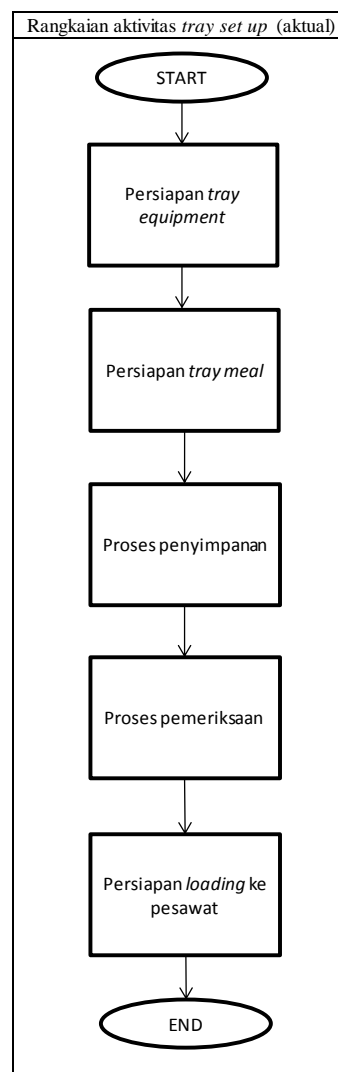 Rangkaian aktivitas tray set up (aktual)
START
Persiapan tray
equipment
Persiapan tray meal
Proses penyimpanan
Proses pemeriksaan
Persiapan loading ke
pesawat
END